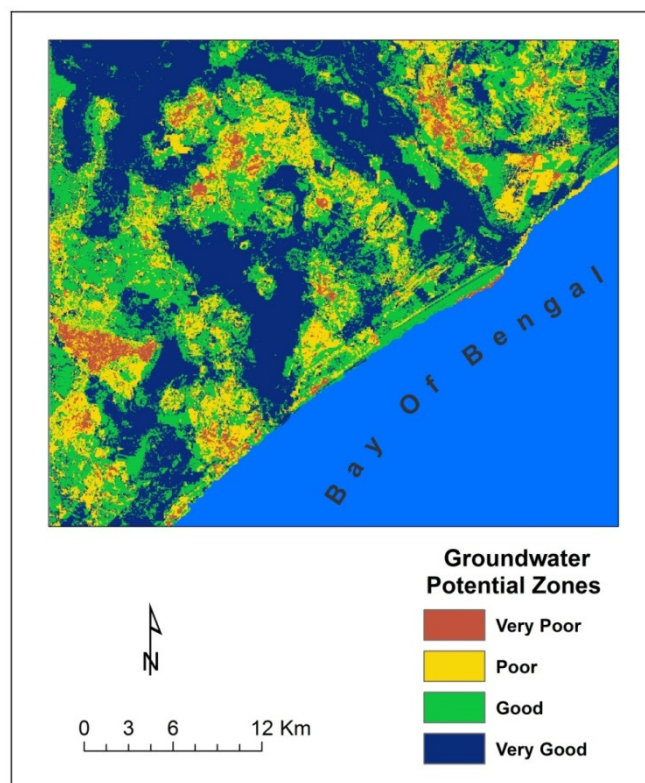 Bay Of Bengal
Groundwater
Potential Zones
Very Poor
Poor
Good
Very Good
N
0 3 6 12 Km